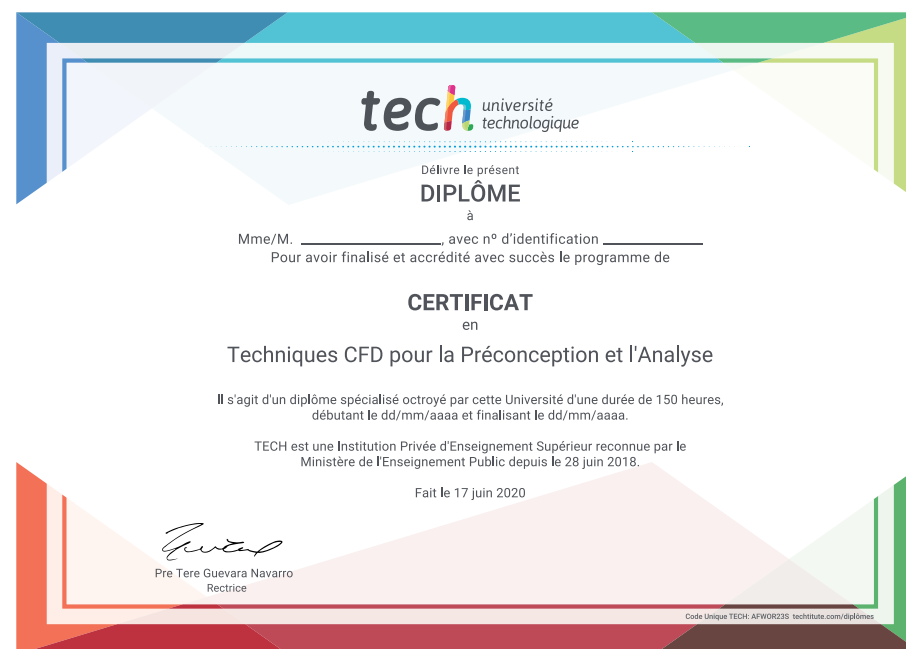 tech université
technologique
Délivre le présent
DIPLÔME
à
Mme/M. ____________________, avec nº d'identification ______________
Pour avoir finalisé et accrédité avec succès le programme de
CERTIFICAT
en
Techniques CFD pour la Préconception et l'Analyse
Il s'agit d'un diplôme spécialisé octroyé par cette Université d'une durée de 150 heures,
débutant le dd/mm/aaaa et finalisant le dd/mm/aaaa.
TECH est une Institution Privée d'Enseignement Supérieur reconnue par le
Ministère de l'Enseignement Public depuis le 28 juin 2018.
Fait le 17 juin 2020
Pre Tere Guevara Navarro
Rectrice
Code Unique TECH: AFWOR23S techtitute.com/diplômes